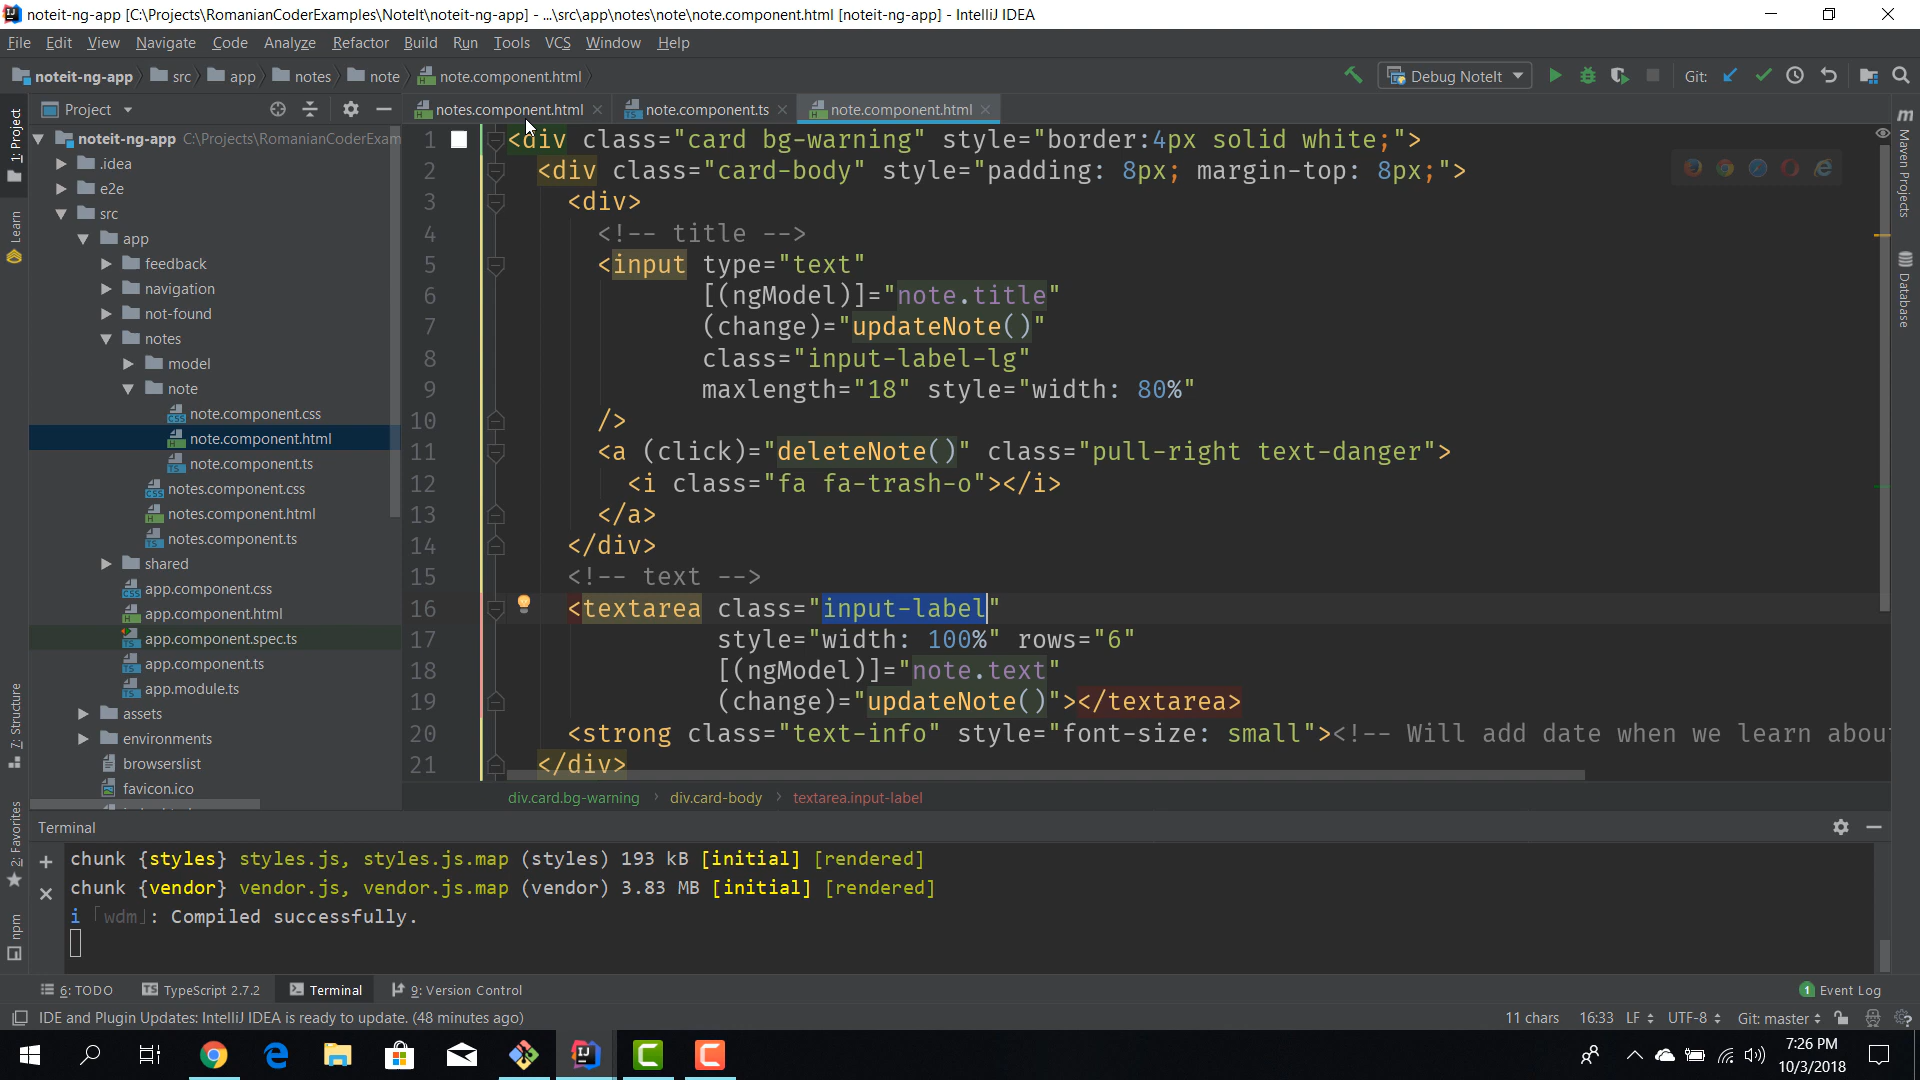 noteit-ng-app [C:\Projects\RomanianCoderExamples\NoteIt\noteit-ng-app] - ...\src\app\notes\note\note.component.html [noteit-ng-app] - IntelliJ IDEA
File Edit View Navigate Code Analyze Refactor Build Run Tools VCS Window Help
noteit-ng-app src app notes note note.component.html Debug NoteIt Git:
Project notes.component.html note.component.ts note.component.html
1: Project
Learn
7: Structure
2: Favorites
npm
noteit-ng-app C:\Projects\RomanianCoderExam
.idea
e2e
src
app
feedback
navigation
not-found
notes
model
note
note.component.css
note.component.html
note.component.ts
notes.component.css
notes.component.html
notes.component.ts
shared
app.component.css
app.component.html
app.component.spec.ts
app.component.ts
app.module.ts
assets
environments
browserslist
favicon.ico
1 <div class="card bg-warning" style="border:4px solid white;">
2 <div class="card-body" style="padding: 8px; margin-top: 8px;">
3 <div>
4 <!-- title -->
5 <input type="text"
6 [(ngModel)]="note.title"
7 (change)="updateNote()"
8 class="input-label-lg"
9 maxlength="18" style="width: 80%"
10 />
11 <a (click)="deleteNote()" class="pull-right text-danger">
12 <i class="fa fa-trash-o"></i>
13 </a>
14 </div>
15 <!-- text -->
16 <textarea class="input-label"
17 style="width: 100%" rows="6"
18 [(ngModel)]="note.text"
19 (change)="updateNote()"></textarea>
20 <strong class="text-info" style="font-size: small"><!-- Will add date when we learn abou
21 </div>
Maven Projects
Database
div.card.bg-warning div.card-body textarea.input-label
Terminal
chunk {styles} styles.js, styles.js.map (styles) 193 kB [initial] [rendered]
chunk {vendor} vendor.js, vendor.js.map (vendor) 3.83 MB [initial] [rendered]
i 「wdm」: Compiled successfully.
6: TODO TypeScript 2.7.2 Terminal 9: Version Control 1 Event Log
IDE and Plugin Updates: IntelliJ IDEA is ready to update. (48 minutes ago) 11 chars 16:33 LF UTF-8 Git: master
7:26 PM
10/3/2018